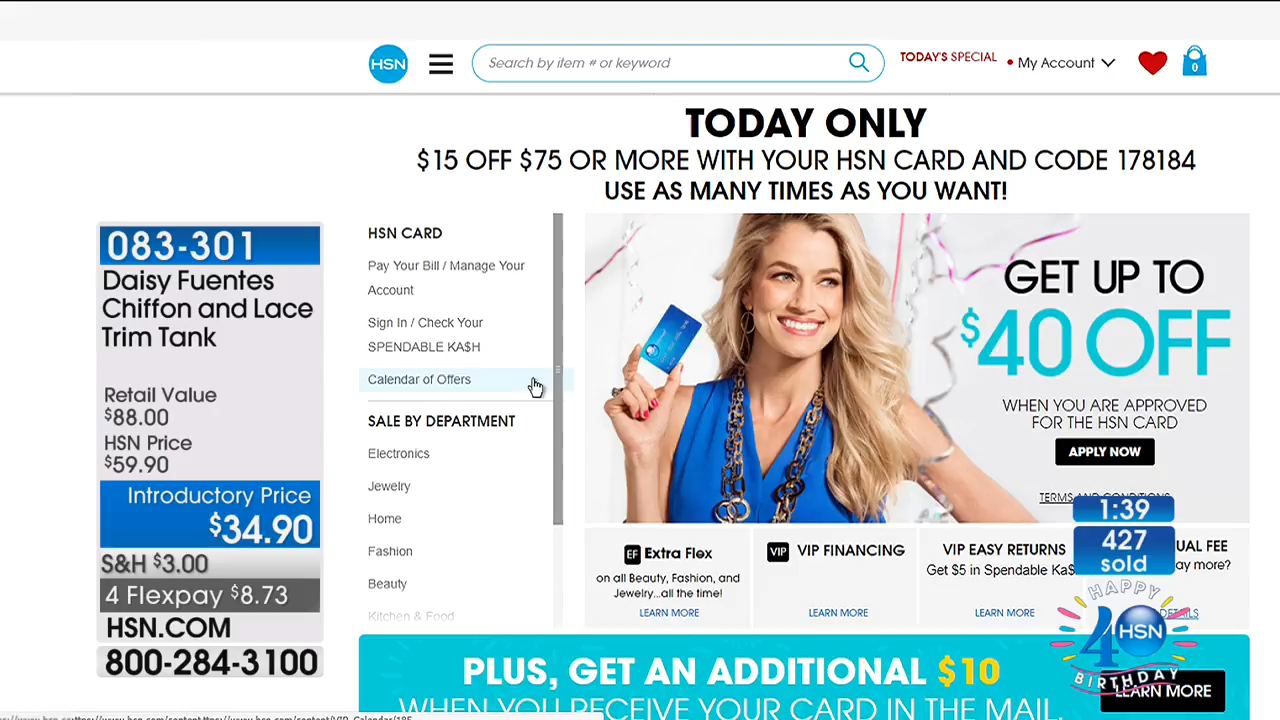 HSN
Search by item # or keyword
TODAY'S SPECIAL
My Account
0
TODAY ONLY
$15 OFF $75 OR MORE WITH YOUR HSN CARD AND CODE 178184
USE AS MANY TIMES AS YOU WANT!
083-301
Daisy Fuentes
Chiffon and Lace
Trim Tank
Retail Value
$88.00
HSN Price
$59.90
Introductory Price
$34.90
S&H $3.00
4 Flexpay $8.73
HSN.COM
800-284-3100
HSN CARD
Pay Your Bill / Manage Your
Account
Sign In / Check Your
SPENDABLE KA$H
Calendar of Offers
SALE BY DEPARTMENT
Electronics
Jewelry
Home
Fashion
Beauty
Kitchen & Food
GET UP TO
$40 OFF
WHEN YOU ARE APPROVED
FOR THE HSN CARD
APPLY NOW
TERMS AND CONDITIONS
EF Extra Flex
on all Beauty, Fashion, and
Jewelry...all the time!
LEARN MORE
VIP VIP FINANCING
LEARN MORE
VIP EASY RETURNS
Get $5 in Spendable Ka$
LEARN MORE
UAL FEE
ay more?
DETAILS
1:39
427
sold
HAPPY
40 HSN
BIRTHDAY
PLUS, GET AN ADDITIONAL $10
WHEN YOU RECEIVE YOUR CARD IN THE MAIL.
LEARN MORE